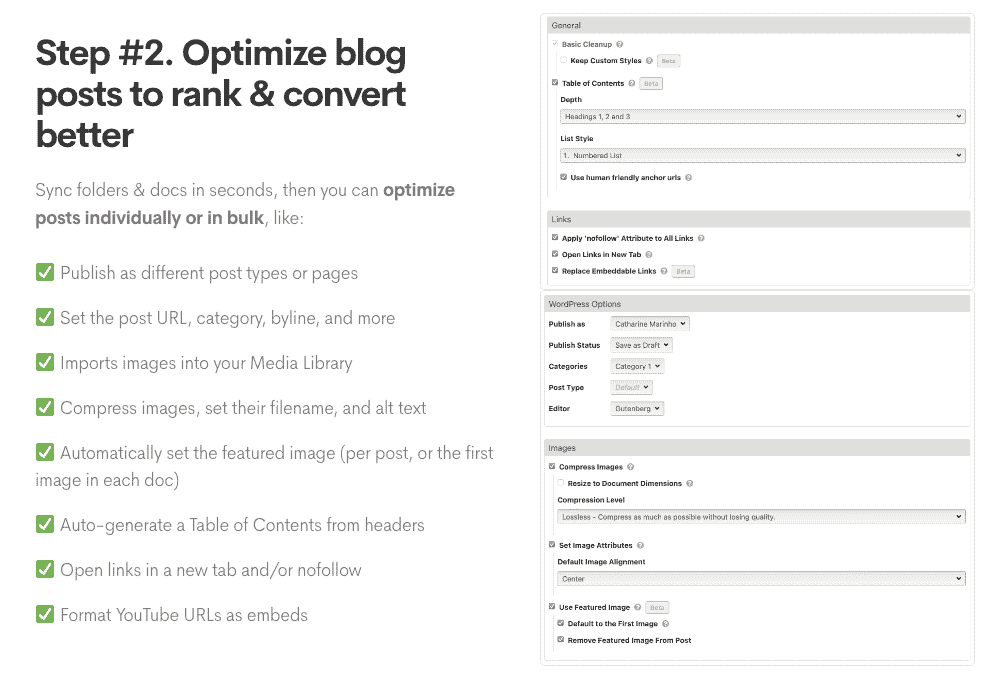 Step #2. Optimize blog
posts to rank & convert
better
Sync folders & docs in seconds, then you can optimize
posts individually or in bulk, like:
✅ Publish as different post types or pages
✅ Set the post URL, category, byline, and more
✅ Imports images into your Media Library
✅ Compress images, set their filename, and alt text
✅ Automatically set the featured image (per post, or the first
image in each doc)
✅ Auto-generate a Table of Contents from headers
✅ Open links in a new tab and/or nofollow
✅ Format YouTube URLs as embeds
General
Basic Cleanup
Keep Custom Styles Beta
Table of Contents Beta
Depth
Headings 1, 2 and 3
List Style
1. Numbered List
Use human friendly anchor urls
Links
Apply 'nofollow' Attribute to All Links
Open Links in New Tab
Replace Embeddable Links Beta
WordPress Options
Publish as Catharine Marinho
Publish Status Save as Draft
Categories Category 1
Post Type Default
Editor Gutenberg
Images
Compress Images
Resize to Document Dimensions
Compression Level
Lossless - Compress as much as possible without losing quality.
Set Image Attributes
Default Image Alignment
Center
Use Featured Image Beta
Default to the First Image
Remove Featured Image From Post